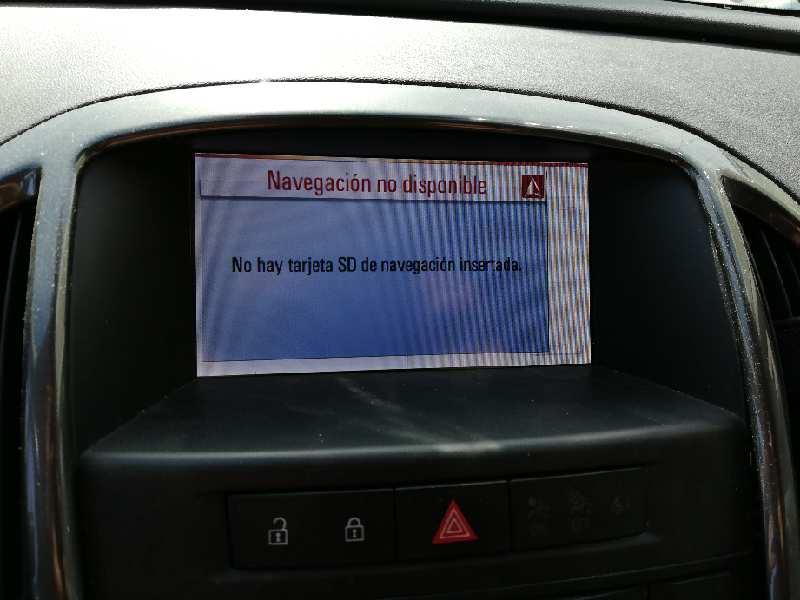 Navegación no disponible
No hay tarjeta SD de navegación insertada.